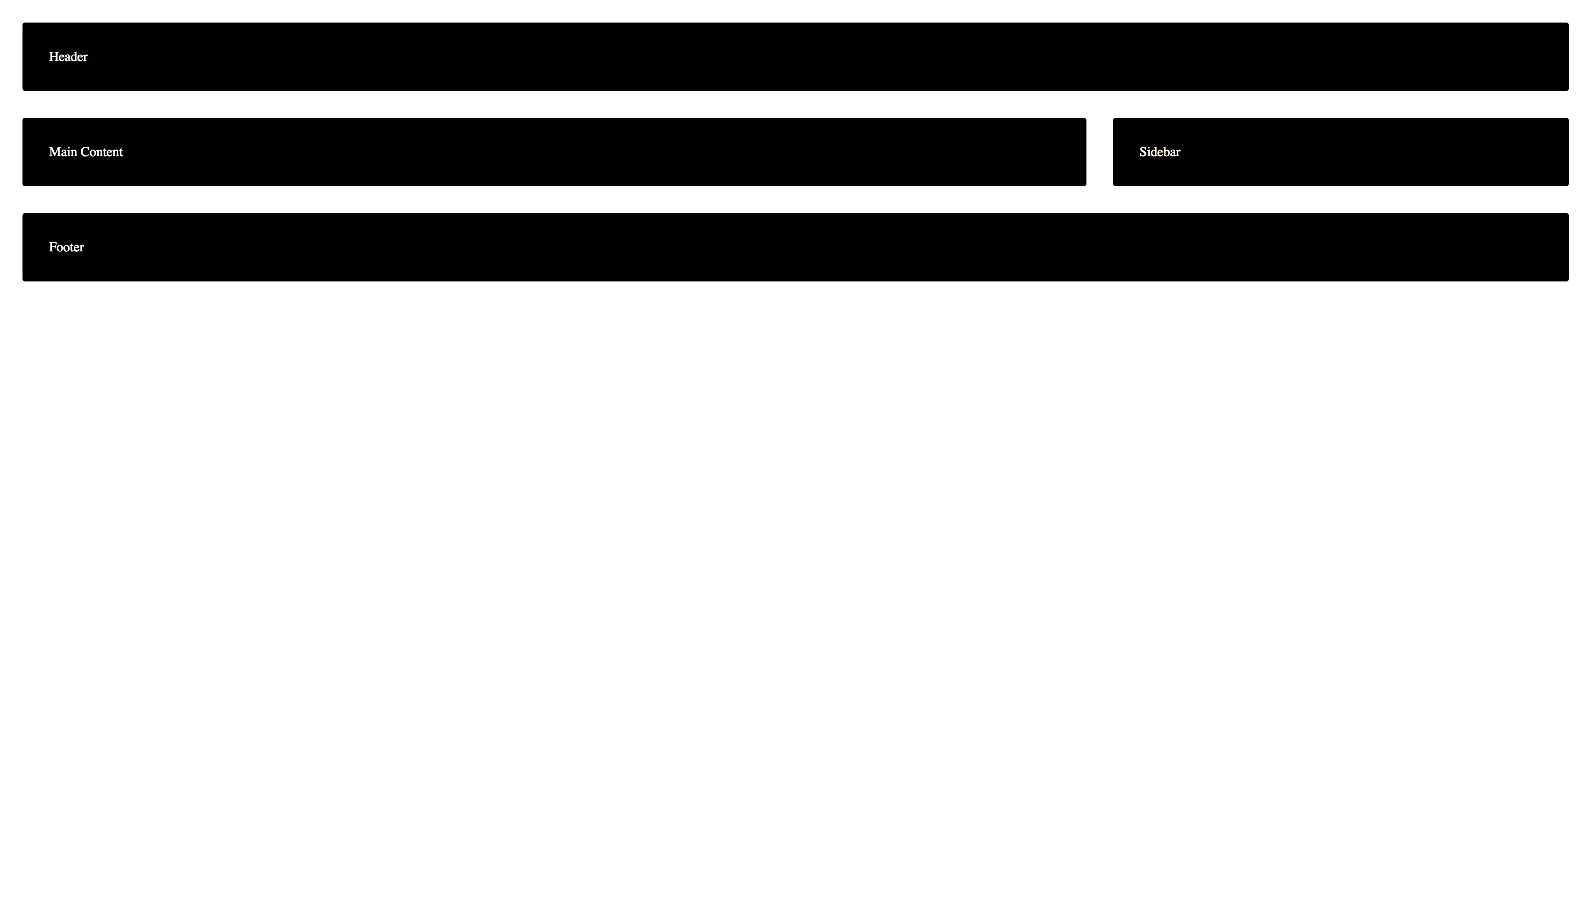 Header
Main Content
Sidebar
Footer